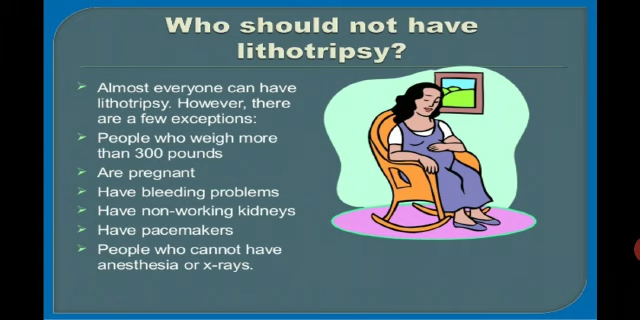 Who should not have
lithotripsy?
Almost everyone can have
lithotripsy. However, there
are a few exceptions:
People who weigh more
than 300 pounds
Are pregnant
Have bleeding problems
Have non-working kidneys
Have pacemakers
People who cannot have
anesthesia or x-rays.